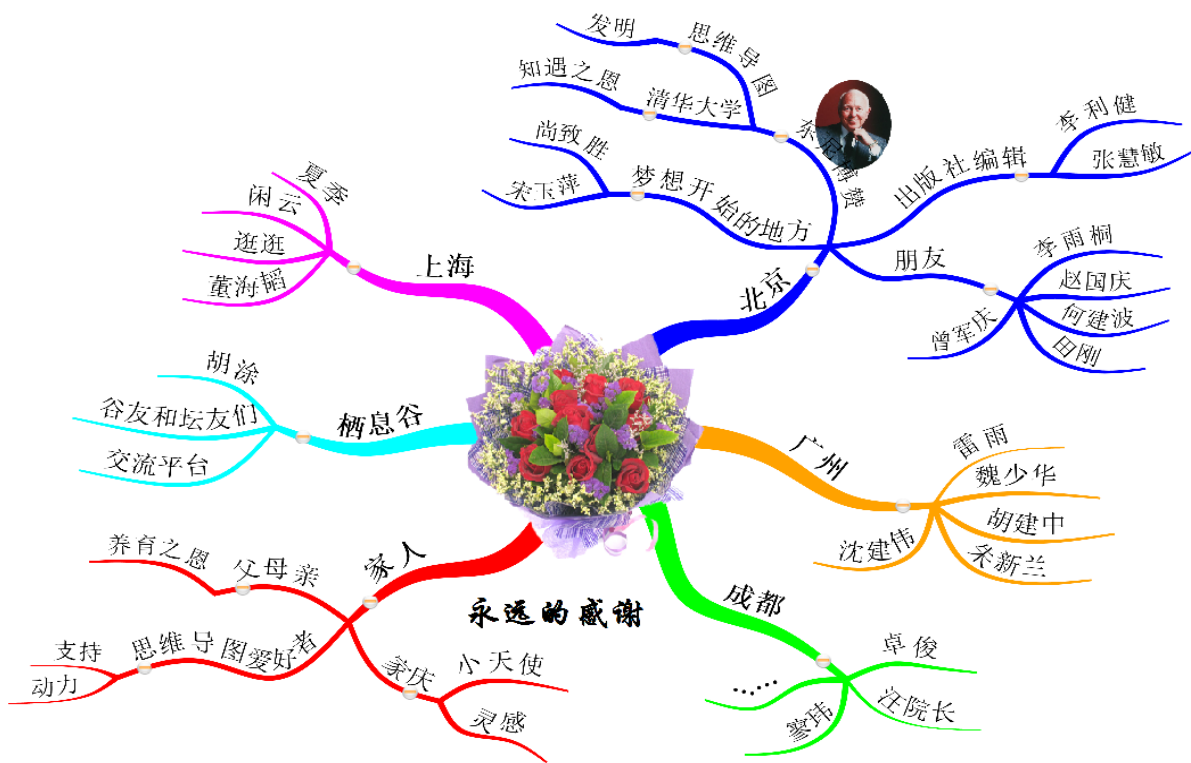 永远的感谢
北京
东尼博赞
思维导图
发明
清华大学
知遇之恩
梦想开始的地方
尚致胜
宋玉萍
出版社编辑
李利健
张慧敏
朋友
李雨桐
赵国庆
何建波
田刚
曾军庆
广州
雷雨
魏少华
胡建中
朱新兰
沈建伟
成都
卓俊
汪院长
......
家人
父母亲
养育之恩
思维导图爱好者
支持
动力
家庆
小天使
灵感
栖息谷
胡涂
谷友和坛友们
交流平台
上海
夏季
闲云
逛逛
董海韬